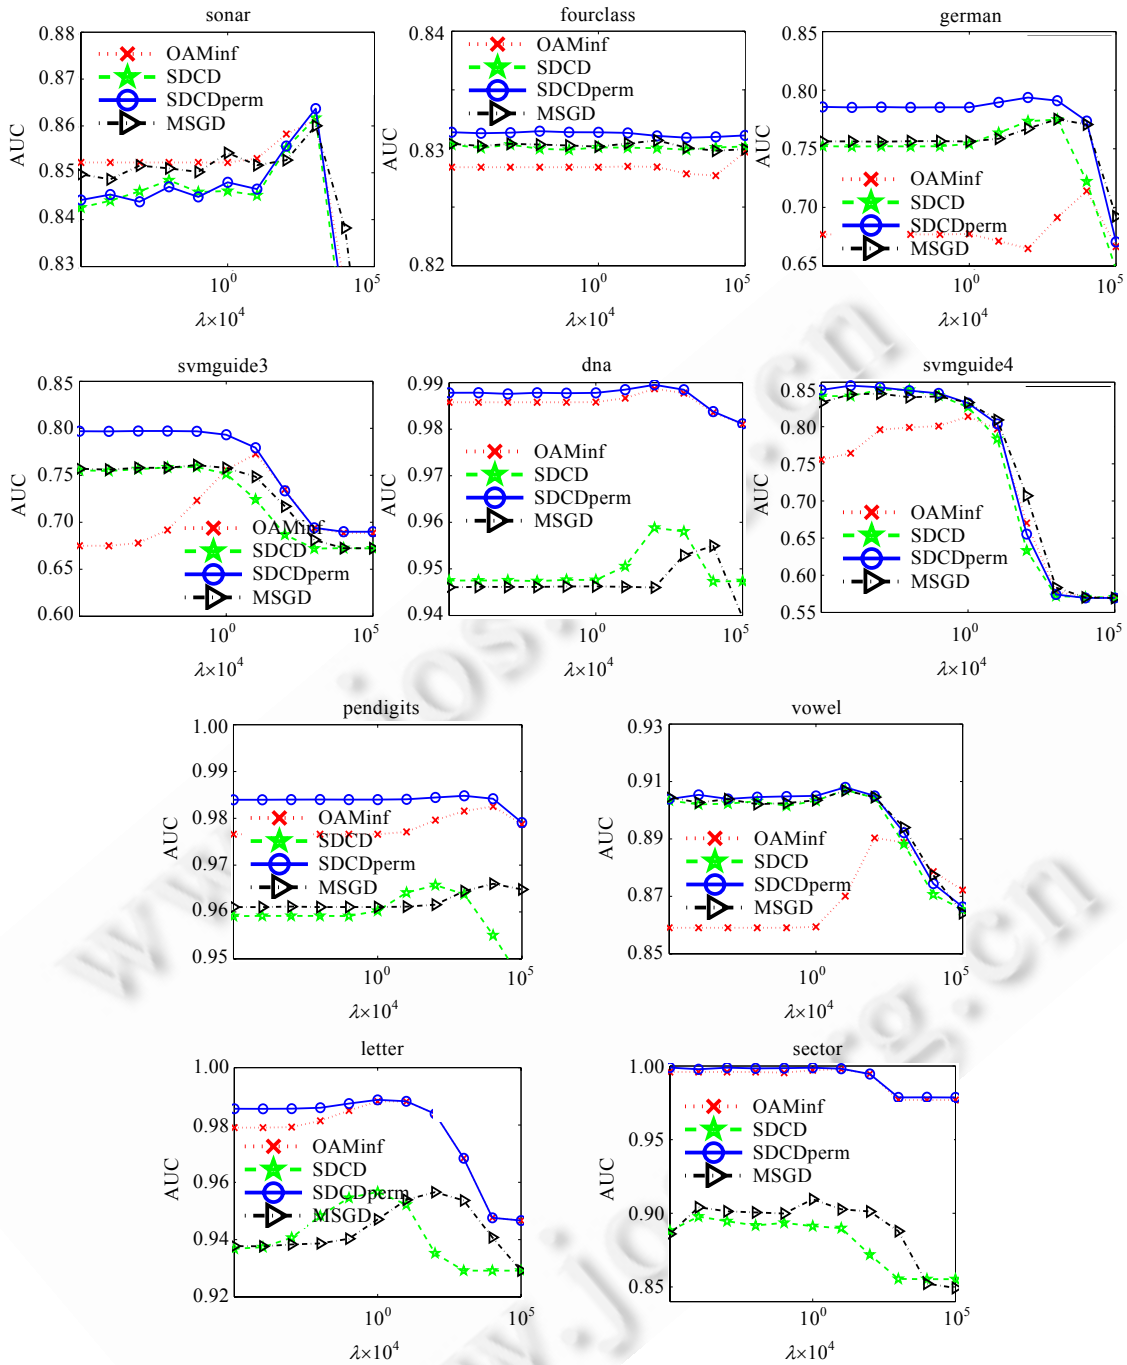 sonar
0.88
0.87
0.86
0.85
0.84
0.83
AUC
OAMinf
SDCD
SDCDperm
MSGD
10^0
10^5
λ×10^4
fourclass
0.84
0.83
0.82
AUC
OAMinf
SDCD
SDCDperm
MSGD
10^0
10^5
λ×10^4
german
0.85
0.80
0.75
0.70
0.65
AUC
OAMinf
SDCD
SDCDperm
MSGD
10^0
10^5
λ×10^4
svmguide3
0.85
0.80
0.75
0.70
0.65
0.60
AUC
OAMinf
SDCD
SDCDperm
MSGD
10^0
10^5
λ×10^4
dna
0.99
0.98
0.97
0.96
0.95
0.94
AUC
OAMinf
SDCD
SDCDperm
MSGD
10^0
10^5
λ×10^4
svmguide4
0.85
0.80
0.75
0.70
0.65
0.60
0.55
AUC
OAMinf
SDCD
SDCDperm
MSGD
10^0
10^5
λ×10^4
pendigits
1.00
0.99
0.98
0.97
0.96
0.95
AUC
OAMinf
SDCD
SDCDperm
MSGD
10^0
10^5
λ×10^4
vowel
0.93
0.91
0.89
0.87
0.85
AUC
OAMinf
SDCD
SDCDperm
MSGD
10^0
10^5
λ×10^4
letter
1.00
0.98
0.96
0.94
0.92
AUC
OAMinf
SDCD
SDCDperm
MSGD
10^0
10^5
λ×10^4
sector
1.00
0.95
0.90
0.85
AUC
OAMinf
SDCD
SDCDperm
MSGD
10^0
10^5
λ×10^4